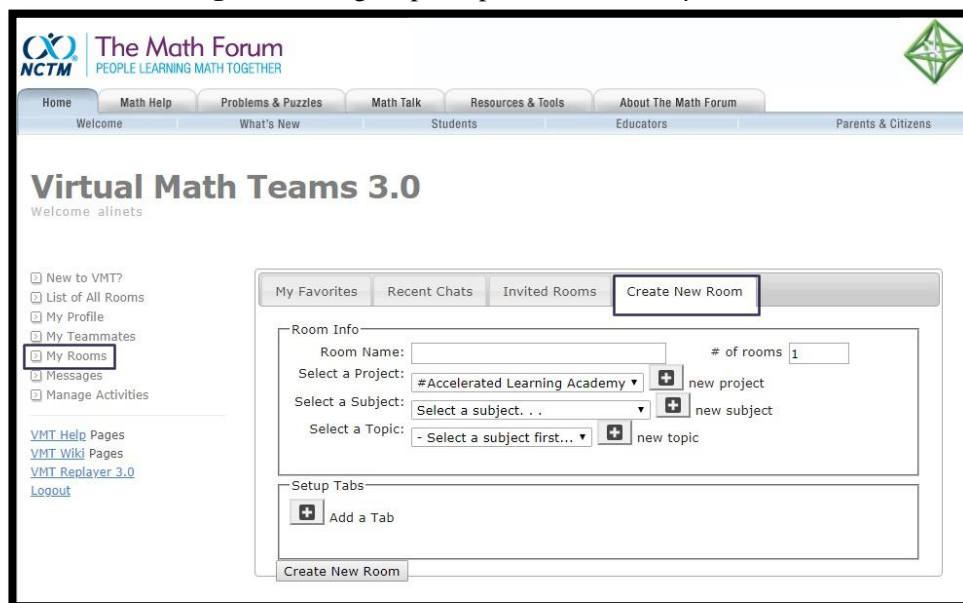 NCTM
The Math Forum
PEOPLE LEARNING MATH TOGETHER
Home Math Help Problems & Puzzles Math Talk Resources & Tools About The Math Forum
Welcome What's New Students Educators Parents & Citizens
Virtual Math Teams 3.0
Welcome alinets
New to VMT?
List of All Rooms
My Profile
My Teammates
My Rooms
Messages
Manage Activities
VMT Help Pages
VMT Wiki Pages
VMT Replayer 3.0
Logout
My Favorites Recent Chats Invited Rooms Create New Room
Room Info
Room Name: # of rooms 1
Select a Project: #Accelerated Learning Academy new project
Select a Subject: Select a subject. . . new subject
Select a Topic: - Select a subject first... new topic
Setup Tabs
Add a Tab
Create New Room